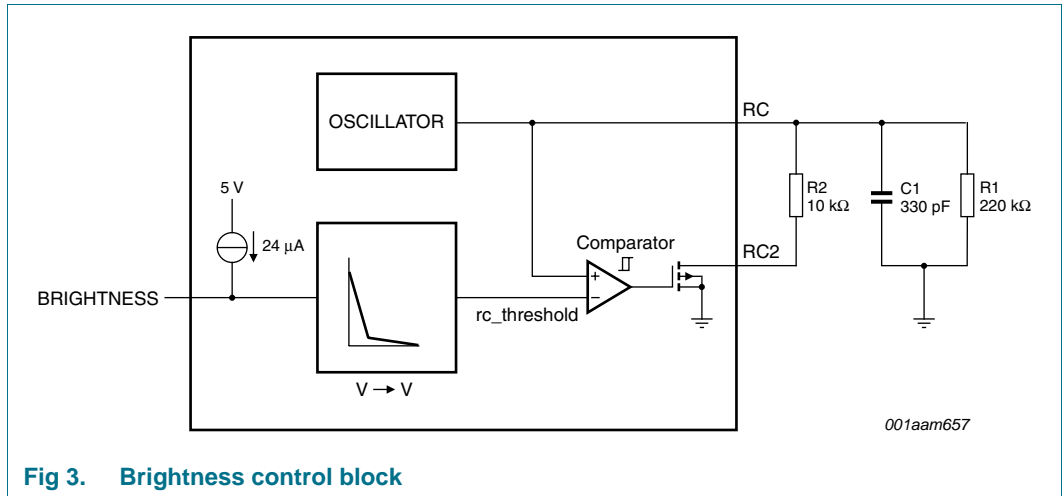 OSCILLATOR
RC
R2
10 kΩ
C1
330 pF
R1
220 kΩ
5 V
24 μA
Comparator
RC2
+
−
BRIGHTNESS
rc_threshold
V → V
001aam657
Fig 3. Brightness control block